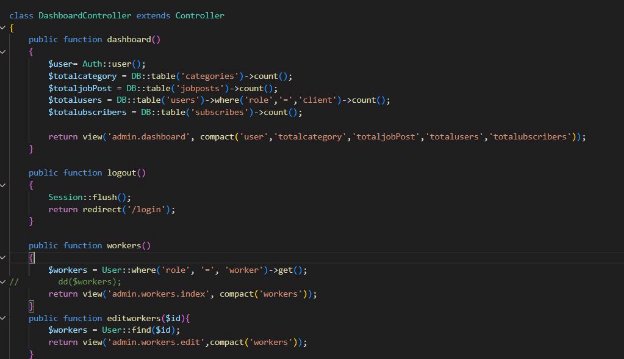 class DashboardController extends Controller
{
public function dashboard()
{
$user= Auth::user();
$totalcategory = DB::table('categories')->count();
$totaljobPost = DB::table('jobposts')->count();
$totalusers = DB::table('users')->where('role','=','client')->count();
$totalubscribers = DB::table('subscribes')->count();
return view('admin.dashboard', compact('user','totalcategory','totaljobPost','totalusers','totalubscribers'));
}
public function logout()
{
Session::flush();
return redirect('/login');
}
public function workers()
{
$workers = User::where('role', '=', 'worker')->get();
// dd($workers);
return view('admin.workers.index', compact('workers'));
}
public function editworkers($id){
$workers = User::find($id);
return view('admin.workers.edit',compact('workers'));
}